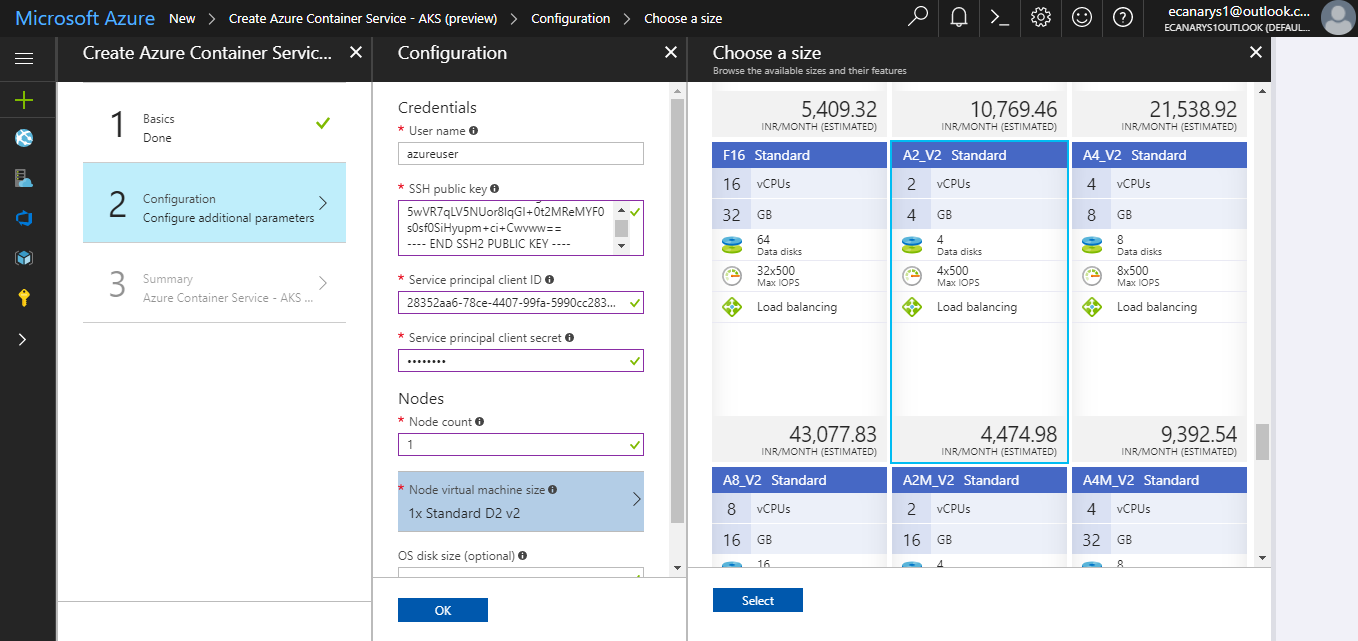 Microsoft Azure New > Create Azure Container Service - AKS (preview) > Configuration > Choose a size
ecanarys1@outlook.c...
ECANARYS1OUTLOOK (DEFAUL...
Create Azure Container Servic...
1
Basics
Done
2
Configuration
Configure additional parameters
3
Summary
Azure Container Service - AKS ...
Configuration
Credentials
* User name
azureuser
* SSH public key
5wVR7qLV5NUor8IqGI+0t2MReMYF0
s0sf0SiHyupm+ci+Cwvww==
---- END SSH2 PUBLIC KEY ----
* Service principal client ID
28352aa6-78ce-4407-99fa-5990cc283...
* Service principal client secret
••••••••
Nodes
* Node count
1
* Node virtual machine size
1x Standard D2 v2
OS disk size (optional)
OK
Choose a size
Browse the available sizes and their features
5,409.32
INR/MONTH (ESTIMATED)
10,769.46
INR/MONTH (ESTIMATED)
21,538.92
INR/MONTH (ESTIMATED)
F16 Standard
16 vCPUs
32 GB
64
Data disks
32x500
Max IOPS
Load balancing
43,077.83
INR/MONTH (ESTIMATED)
A2_V2 Standard
2 vCPUs
4 GB
4
Data disks
4x500
Max IOPS
Load balancing
4,474.98
INR/MONTH (ESTIMATED)
A4_V2 Standard
4 vCPUs
8 GB
8
Data disks
8x500
Max IOPS
Load balancing
9,392.54
INR/MONTH (ESTIMATED)
A8_V2 Standard
8 vCPUs
16 GB
16
A2M_V2 Standard
2 vCPUs
16 GB
4
A4M_V2 Standard
4 vCPUs
32 GB
8
Select